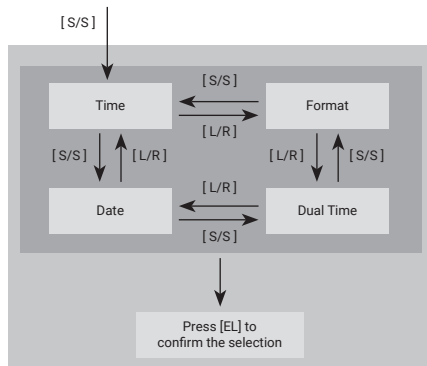 [ S/S ]
[ S/S ]
Time
Format
[ L/R ]
[ S/S ]
[ L/R ]
[ L/R ]
[ S/S ]
[ L/R ]
Date
Dual Time
[ S/S ]
Press [EL] to
confirm the selection